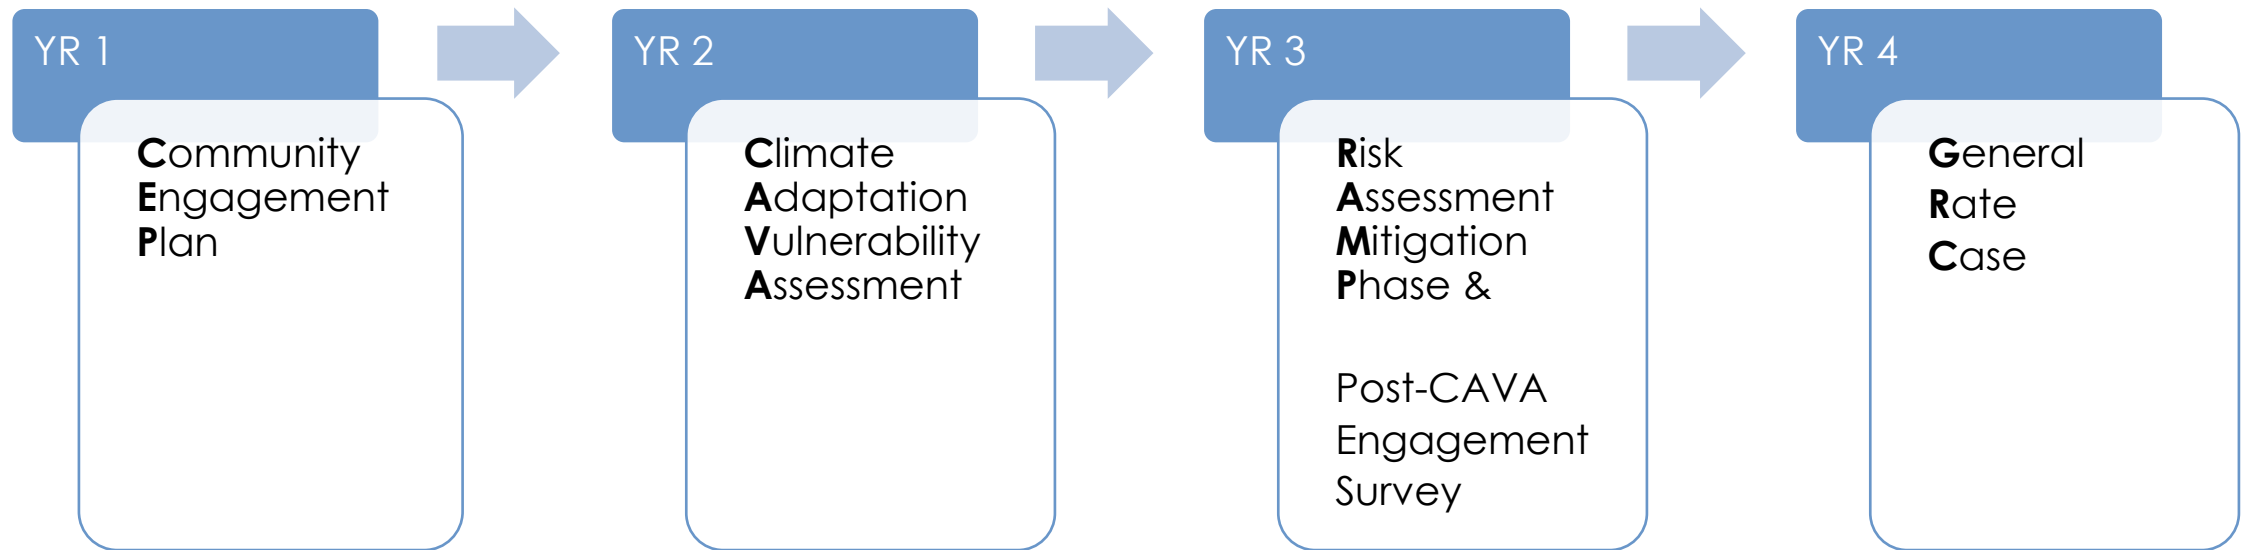 YR 1
Community
Engagement
Plan
YR 2
Climate
Adaptation
Vulnerability
Assessment
YR 3
Risk
Assessment
Mitigation
Phase &
Post-CAVA
Engagement
Survey
YR 4
General
Rate
Case